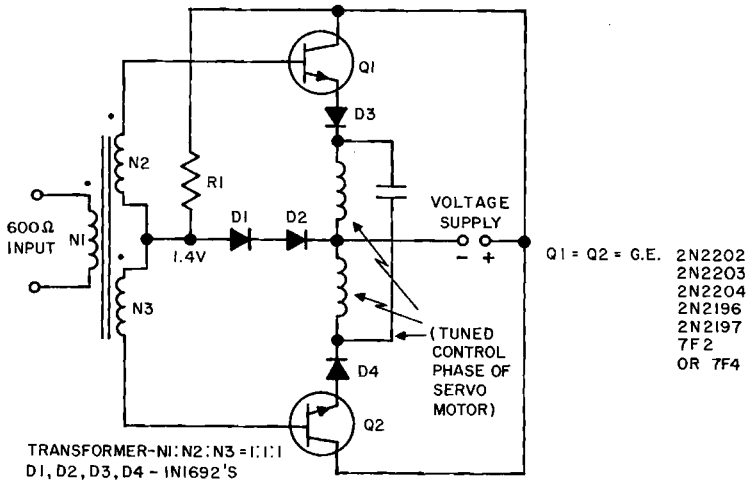 Q1
D3
N2
R1
600Ω
INPUT
N1
D1
D2
VOLTAGE
SUPPLY
- +
1.4V
N3
Q1 = Q2 = G.E. 2N2202
2N2203
2N2204
2N2196
2N2197
7F2
OR 7F4
(TUNED
CONTROL
PHASE OF
SERVO
MOTOR)
D4
Q2
TRANSFORMER-N1:N2:N3 = 1:1:1
D1, D2, D3, D4 - IN1692'S